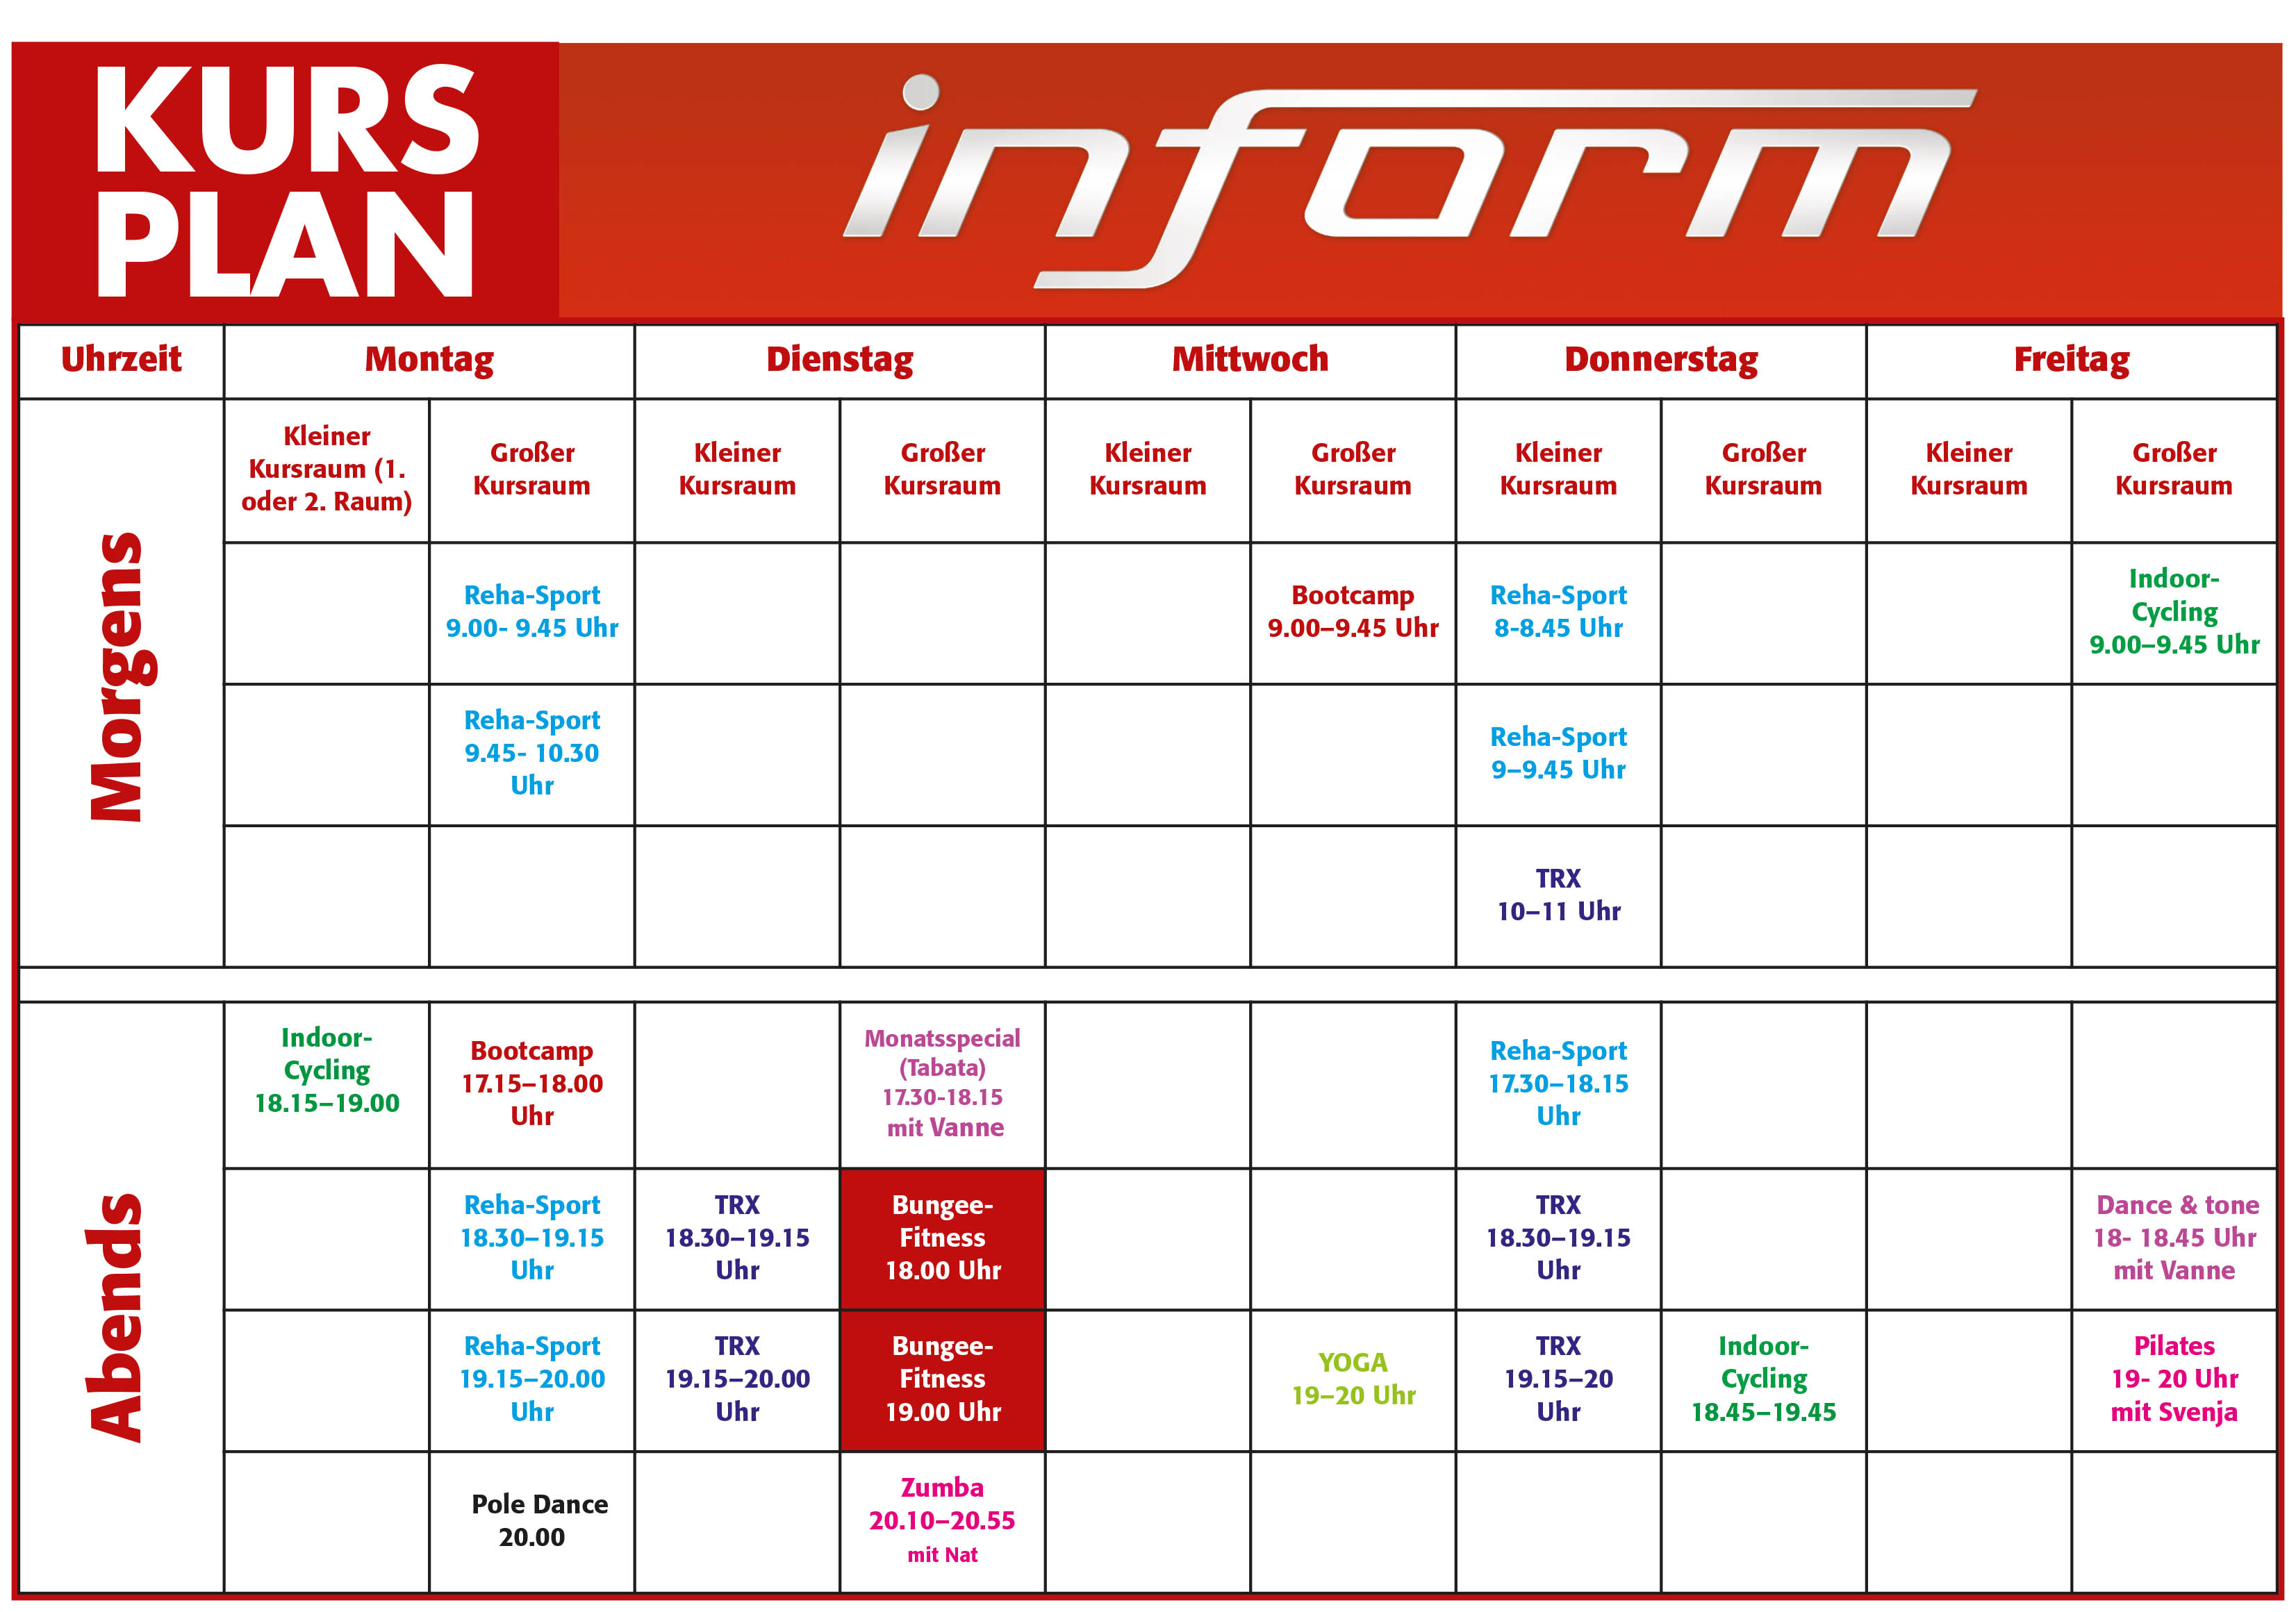 KURS
PLAN
inform
Uhrzeit
Montag
Dienstag
Mittwoch
Donnerstag
Freitag
Morgens
Kleiner
Kursraum (1.
oder 2. Raum)
Großer
Kursraum
Kleiner
Kursraum
Großer
Kursraum
Kleiner
Kursraum
Großer
Kursraum
Kleiner
Kursraum
Großer
Kursraum
Kleiner
Kursraum
Großer
Kursraum
Reha-Sport
9.00- 9.45 Uhr
Bootcamp
9.00–9.45 Uhr
Reha-Sport
8-8.45 Uhr
Indoor-
Cycling
9.00–9.45 Uhr
Reha-Sport
9.45- 10.30
Uhr
Reha-Sport
9–9.45 Uhr
TRX
10–11 Uhr
Abends
Indoor-
Cycling
18.15–19.00
Bootcamp
17.15–18.00
Uhr
Monatsspecial
(Tabata)
17.30-18.15
mit Vanne
Reha-Sport
17.30–18.15
Uhr
Reha-Sport
18.30–19.15
Uhr
TRX
18.30–19.15
Uhr
Bungee-
Fitness
18.00 Uhr
TRX
18.30–19.15
Uhr
Dance & tone
18- 18.45 Uhr
mit Vanne
Reha-Sport
19.15–20.00
Uhr
TRX
19.15–20.00
Uhr
Bungee-
Fitness
19.00 Uhr
YOGA
19–20 Uhr
TRX
19.15–20
Uhr
Indoor-
Cycling
18.45–19.45
Pilates
19- 20 Uhr
mit Svenja
Pole Dance
20.00
Zumba
20.10–20.55
mit Nat